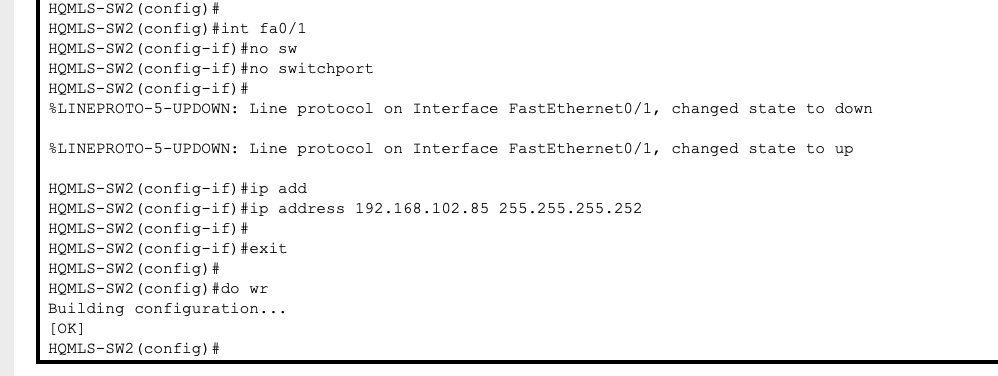 HQMLS-SW2(config)#
HQMLS-SW2(config)#int fa0/1
HQMLS-SW2(config-if)#no sw
HQMLS-SW2(config-if)#no switchport
HQMLS-SW2(config-if)#
%LINEPROTO-5-UPDOWN: Line protocol on Interface FastEthernet0/1, changed state to down
%LINEPROTO-5-UPDOWN: Line protocol on Interface FastEthernet0/1, changed state to up
HQMLS-SW2(config-if)#ip add
HQMLS-SW2(config-if)#ip address 192.168.102.85 255.255.255.252
HQMLS-SW2(config-if)#
HQMLS-SW2(config-if)#exit
HQMLS-SW2(config)#
HQMLS-SW2(config)#do wr
Building configuration...
[OK]
HQMLS-SW2(config)#